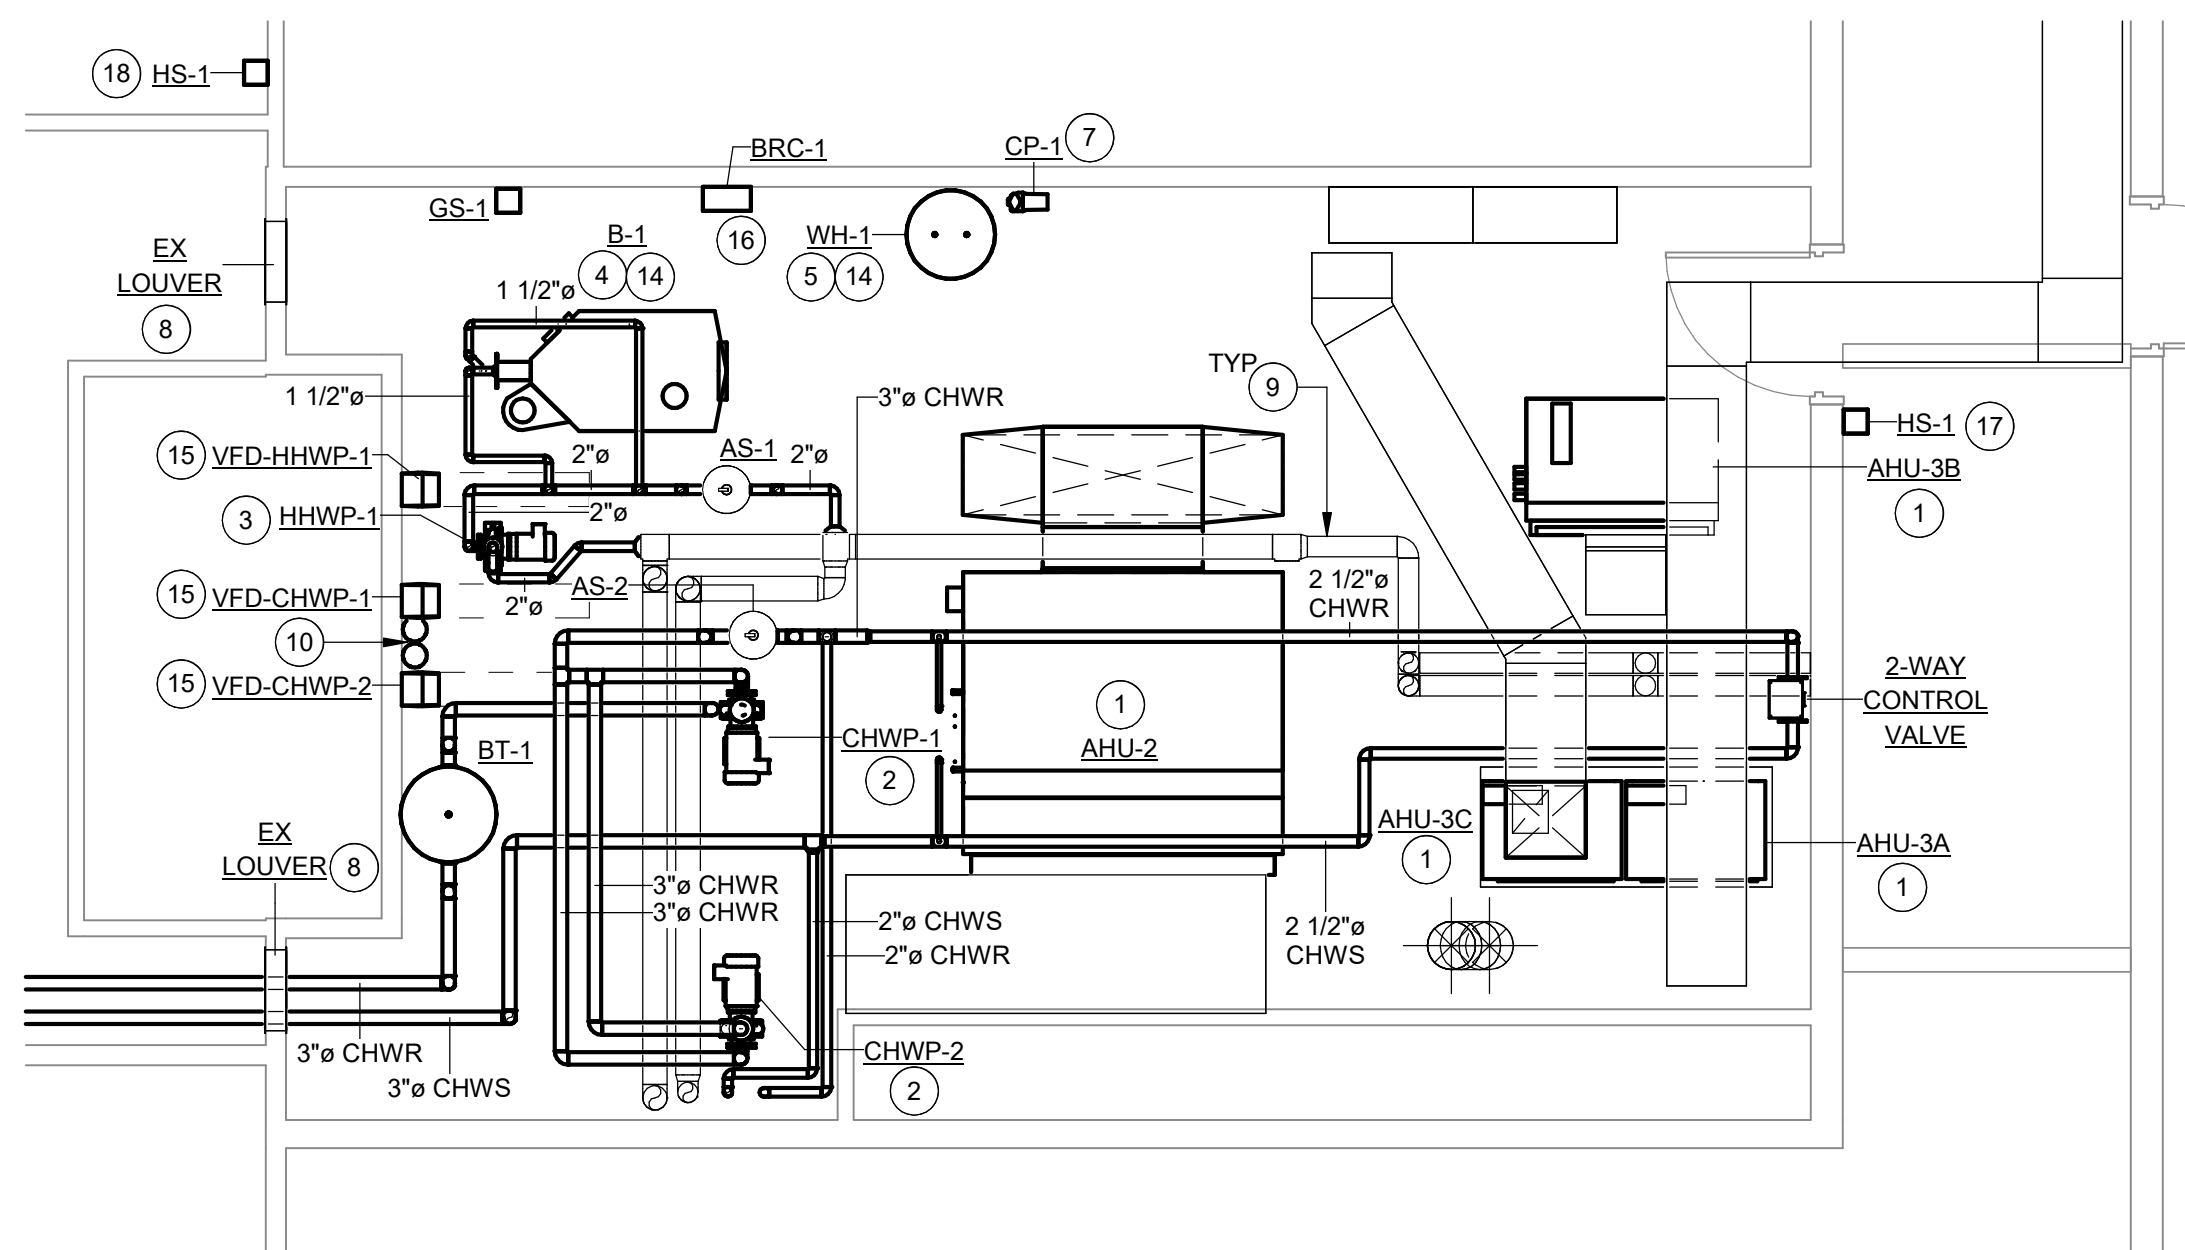 18 HS-1
BRC-1
CP-1 7
GS-1
16
B-1
4 14
WH-1
5 14
EX
LOUVER
8
1 1/2"ø
1 1/2"ø
TYP
9
3"ø CHWR
HS-1 17
AHU-3B
1
15 VFD-HHWP-1
2"ø
AS-1
2"ø
3 HHWP-1
2"ø
15 VFD-CHWP-1
2"ø
AS-2
2 1/2"ø
CHWR
10
15 VFD-CHWP-2
2-WAY
CONTROL
VALVE
BT-1
CHWP-1
2
1
AHU-2
EX
LOUVER 8
AHU-3C
1
AHU-3A
1
3"ø CHWR
3"ø CHWR
2"ø CHWS
2"ø CHWR
2 1/2"ø
CHWS
3"ø CHWR
3"ø CHWS
CHWP-2
2